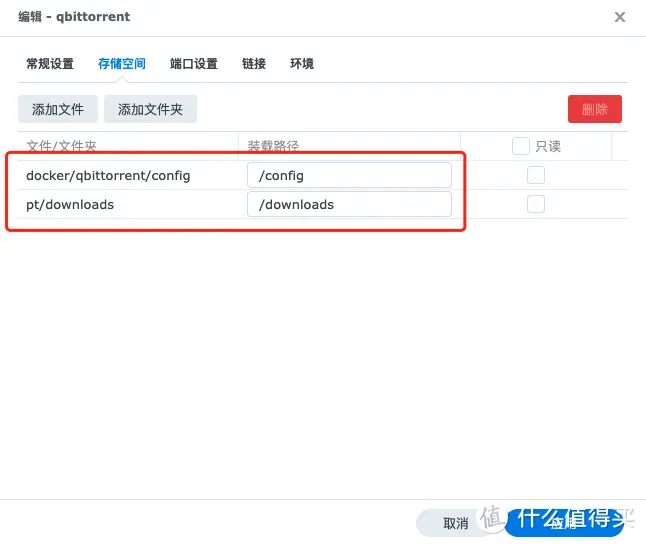 编辑 - qbittorrent
常规设置 存储空间 端口设置 链接 环境
添加文件 添加文件夹 删除
文件/文件夹 装载路径 只读
docker/qbittorrent/config /config
pt/downloads /downloads
取消 值 什么值得买